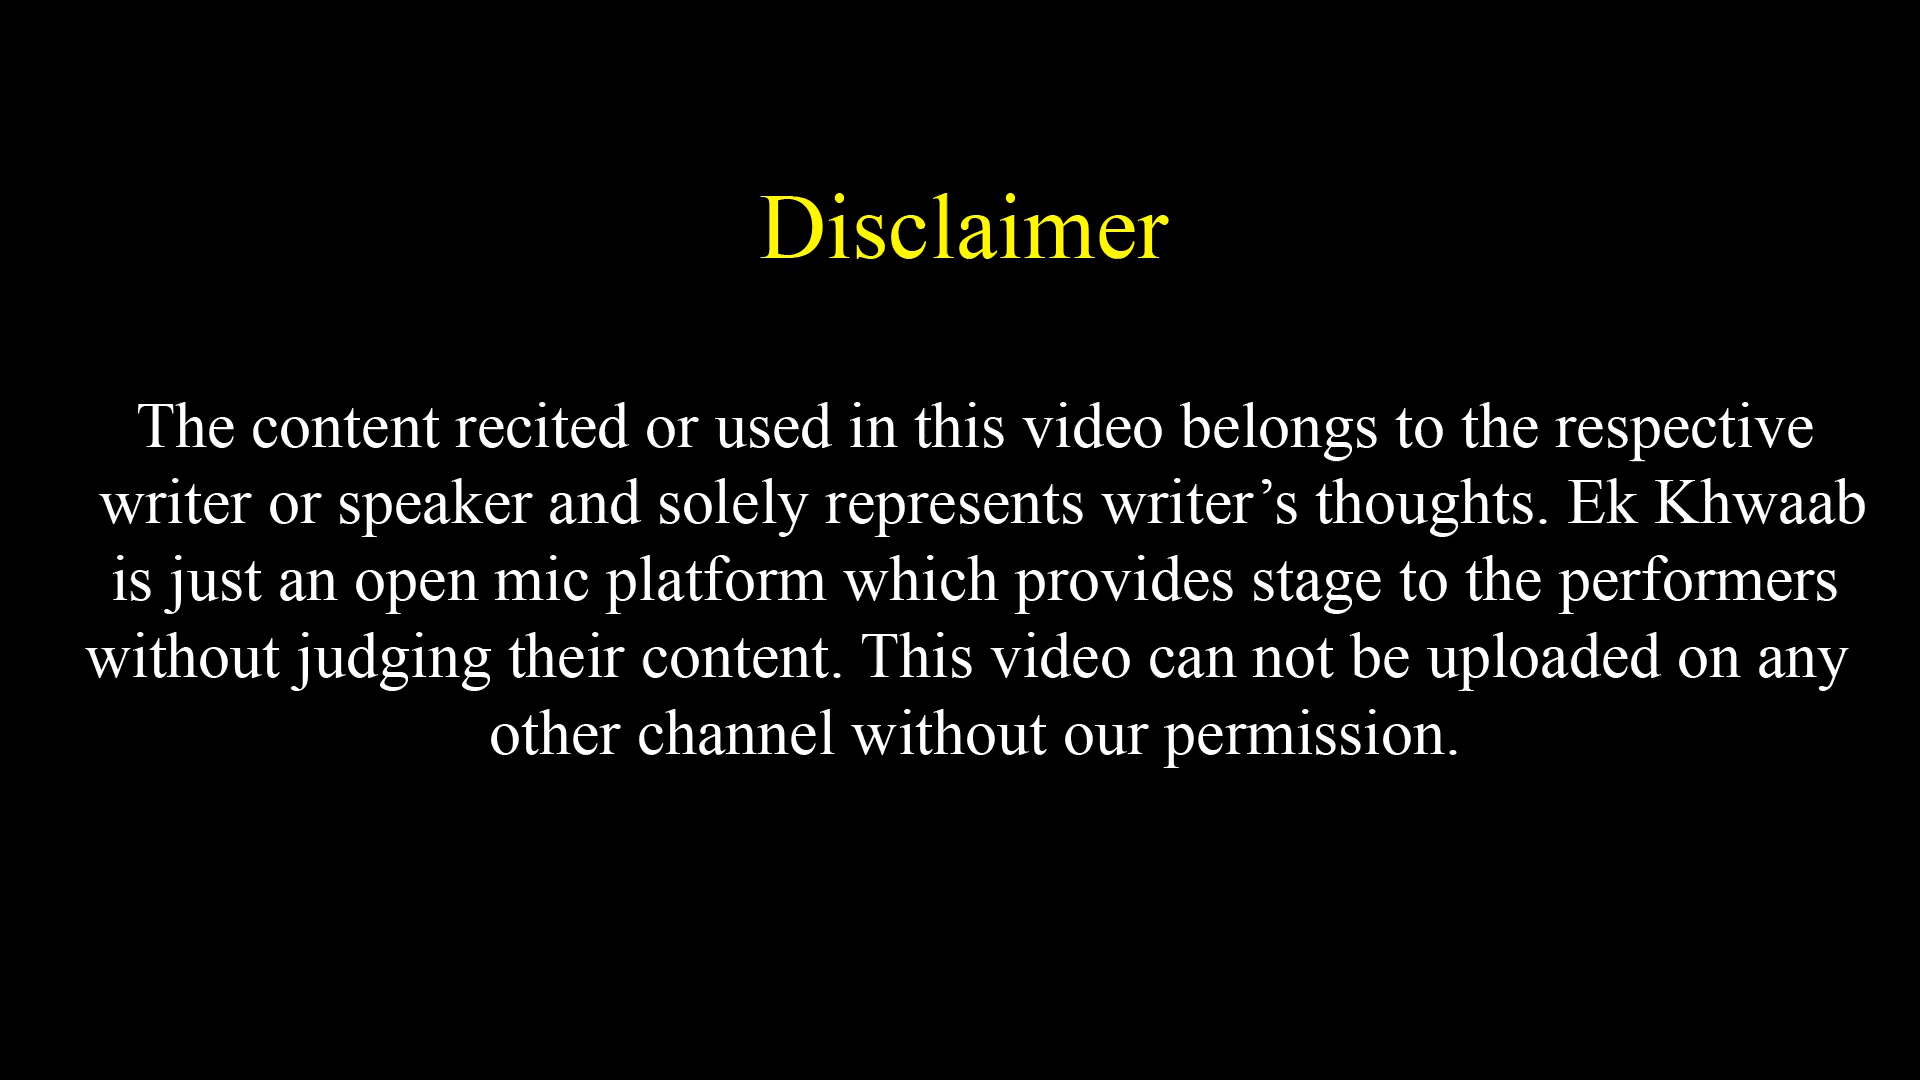 Disclaimer
The content recited or used in this video belongs to the respective
writer or speaker and solely represents writer’s thoughts. Ek Khwaab
is just an open mic platform which provides stage to the performers
without judging their content. This video can not be uploaded on any
other channel without our permission.